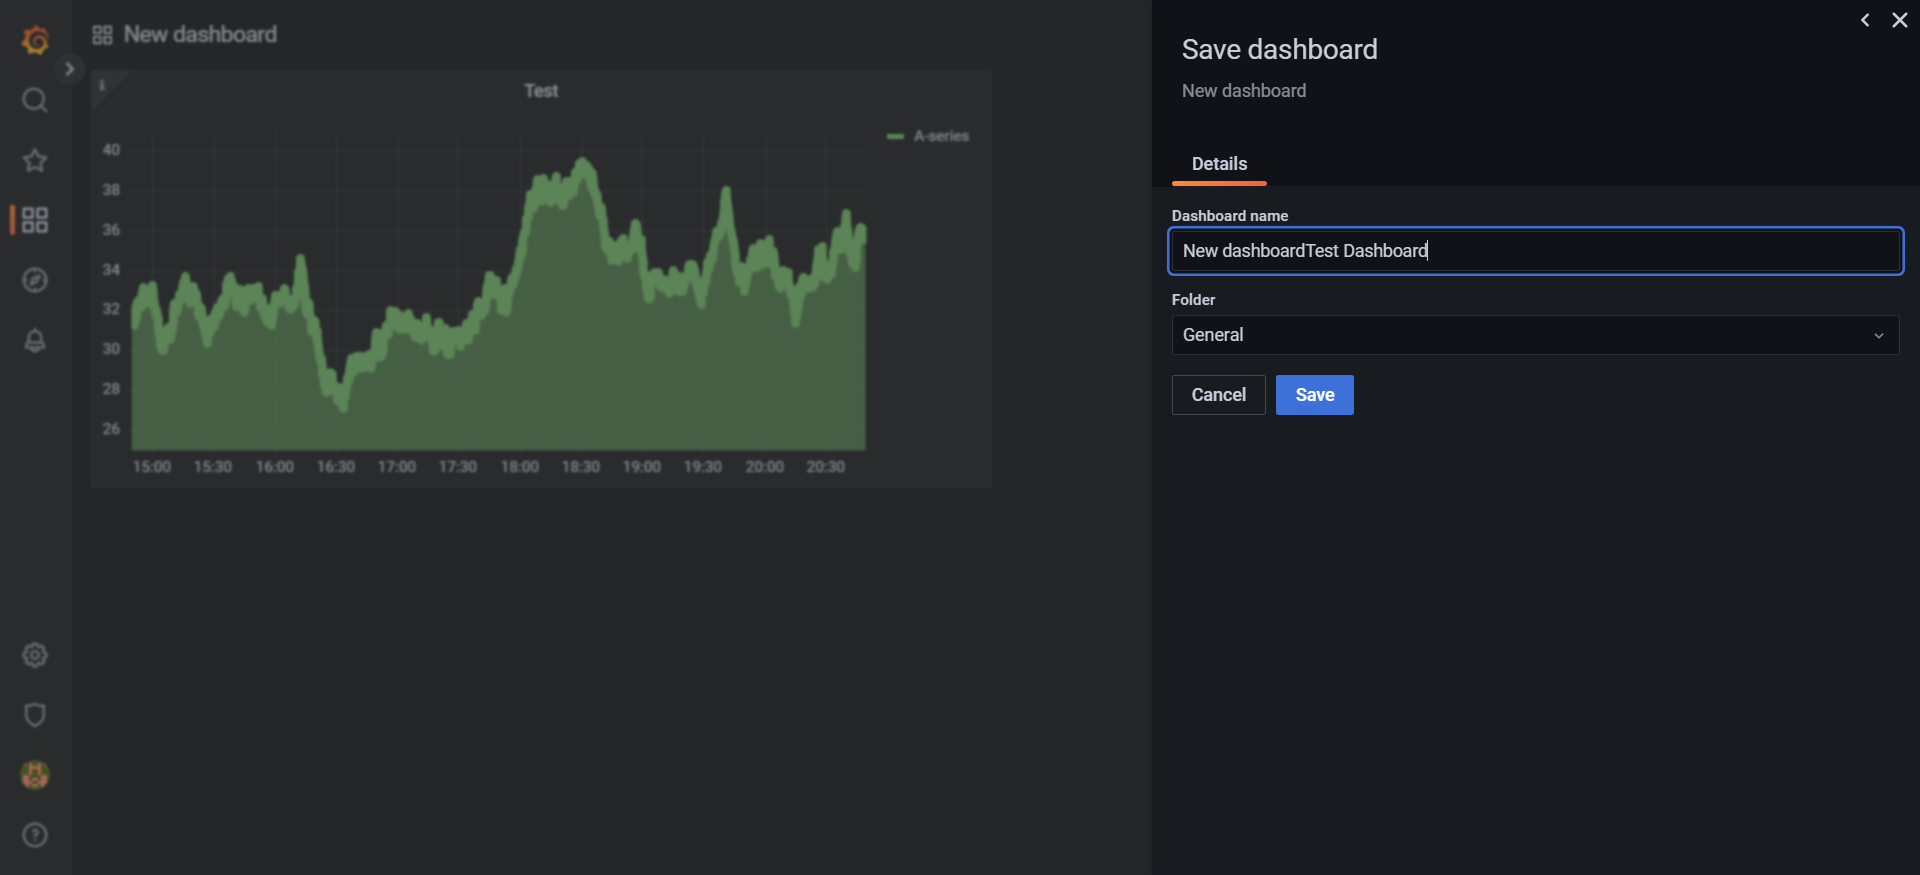 New dashboard
i
Test
A-series
40
38
36
34
32
30
28
26
15:00 15:30 16:00 16:30 17:00 17:30 18:00 18:30 19:00 19:30 20:00 20:30
Save dashboard
New dashboard
Details
Dashboard name
New dashboardTest Dashboard
Folder
General
Cancel Save